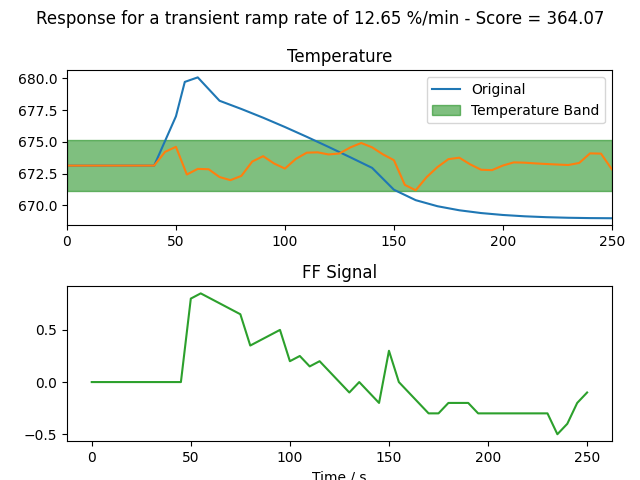 Response for a transient ramp rate of 12.65 %/min - Score = 364.07
Temperature
680.0
677.5
675.0
672.5
670.0
Original
Temperature Band
0 50 100 150 200 250
FF Signal
0.5
0.0
−0.5
0 50 100 150 200 250
Time / s